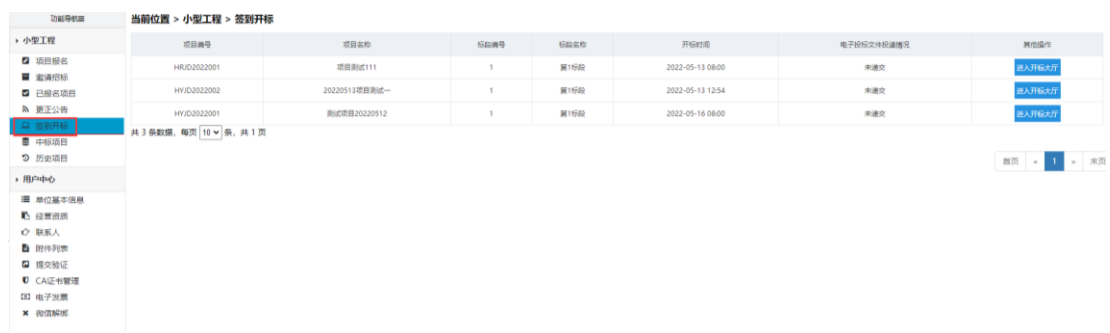 功能导航区
当前位置 > 小型工程 > 签到开标
小型工程
项目报名
邀请招标
已报名项目
更正公告
签到开标
中标项目
历史项目
用户中心
单位基本信息
经营资质
联系人
附件列表
提交验证
CA证书管理
电子发票
微信解绑
项目编号 项目名称 标段编号 标段名称 开标时间 电子投标文件投递情况 其他操作
HRJD2022001 项目测试111 1 第1标段 2022-05-13 08:00 未递交 进入开标大厅
HYJD2022002 20220513项目测试一 1 第1标段 2022-05-13 12:54 未递交 进入开标大厅
HYJD2022001 测试项目20220512 1 第1标段 2022-05-16 08:00 未递交 进入开标大厅
共 3 条数据，每页 10 条，共 1 页
首页 « 1 » 末页